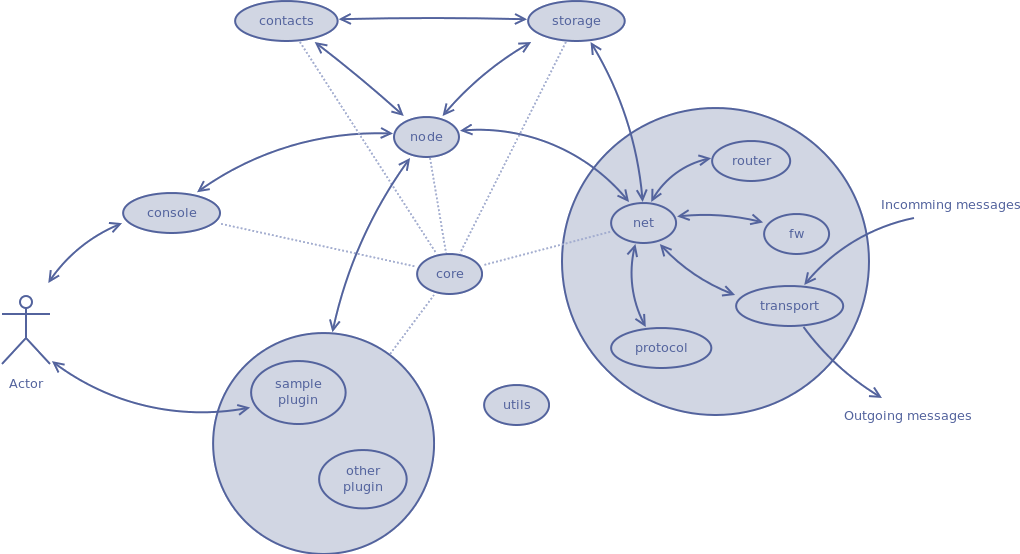 contacts
storage
node
router
Incomming messages
console
net
fw
core
transport
protocol
sample
plugin
Actor
utils
Outgoing messages
other
plugin